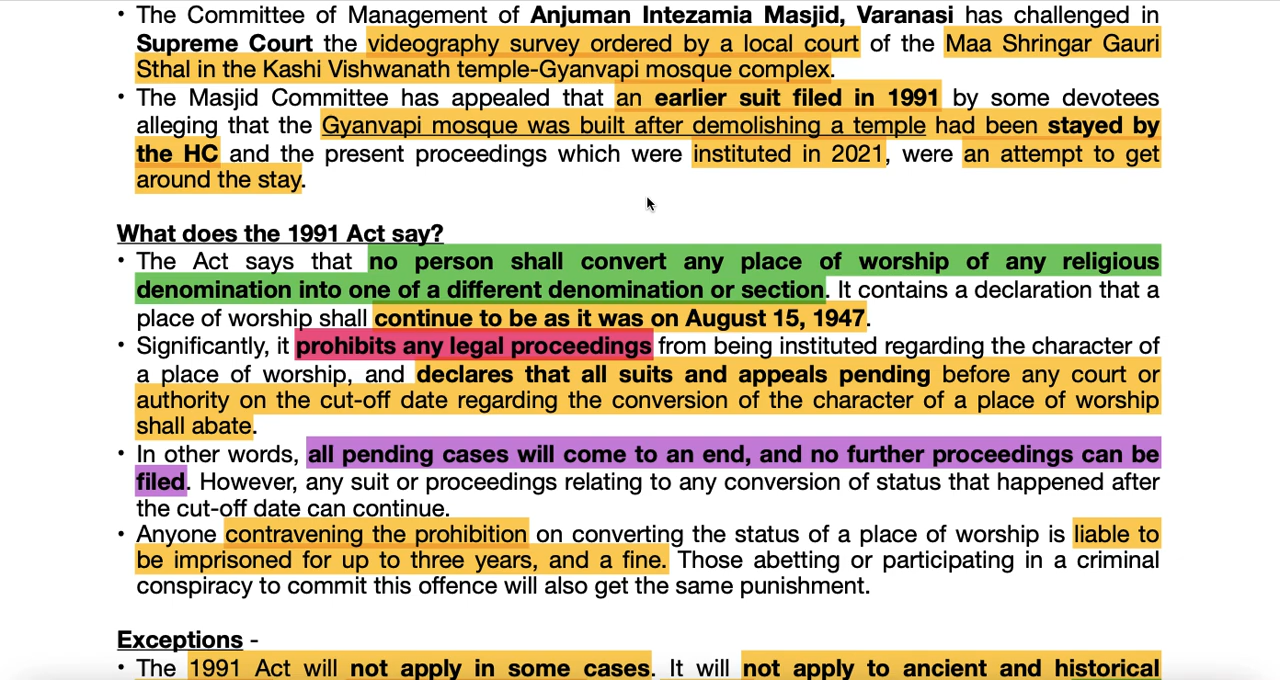 • The Committee of Management of Anjuman Intezamia Masjid, Varanasi has challenged in
Supreme Court the videography survey ordered by a local court of the Maa Shringar Gauri
Sthal in the Kashi Vishwanath temple-Gyanvapi mosque complex.
• The Masjid Committee has appealed that an earlier suit filed in 1991 by some devotees
alleging that the Gyanvapi mosque was built after demolishing a temple had been stayed by
the HC and the present proceedings which were instituted in 2021, were an attempt to get
around the stay.
What does the 1991 Act say?
• The Act says that no person shall convert any place of worship of any religious
denomination into one of a different denomination or section. It contains a declaration that a
place of worship shall continue to be as it was on August 15, 1947.
• Significantly, it prohibits any legal proceedings from being instituted regarding the character of
a place of worship, and declares that all suits and appeals pending before any court or
authority on the cut-off date regarding the conversion of the character of a place of worship
shall abate.
• In other words, all pending cases will come to an end, and no further proceedings can be
filed. However, any suit or proceedings relating to any conversion of status that happened after
the cut-off date can continue.
• Anyone contravening the prohibition on converting the status of a place of worship is liable to
be imprisoned for up to three years, and a fine. Those abetting or participating in a criminal
conspiracy to commit this offence will also get the same punishment.
Exceptions -
• The 1991 Act will not apply in some cases. It will not apply to ancient and historical